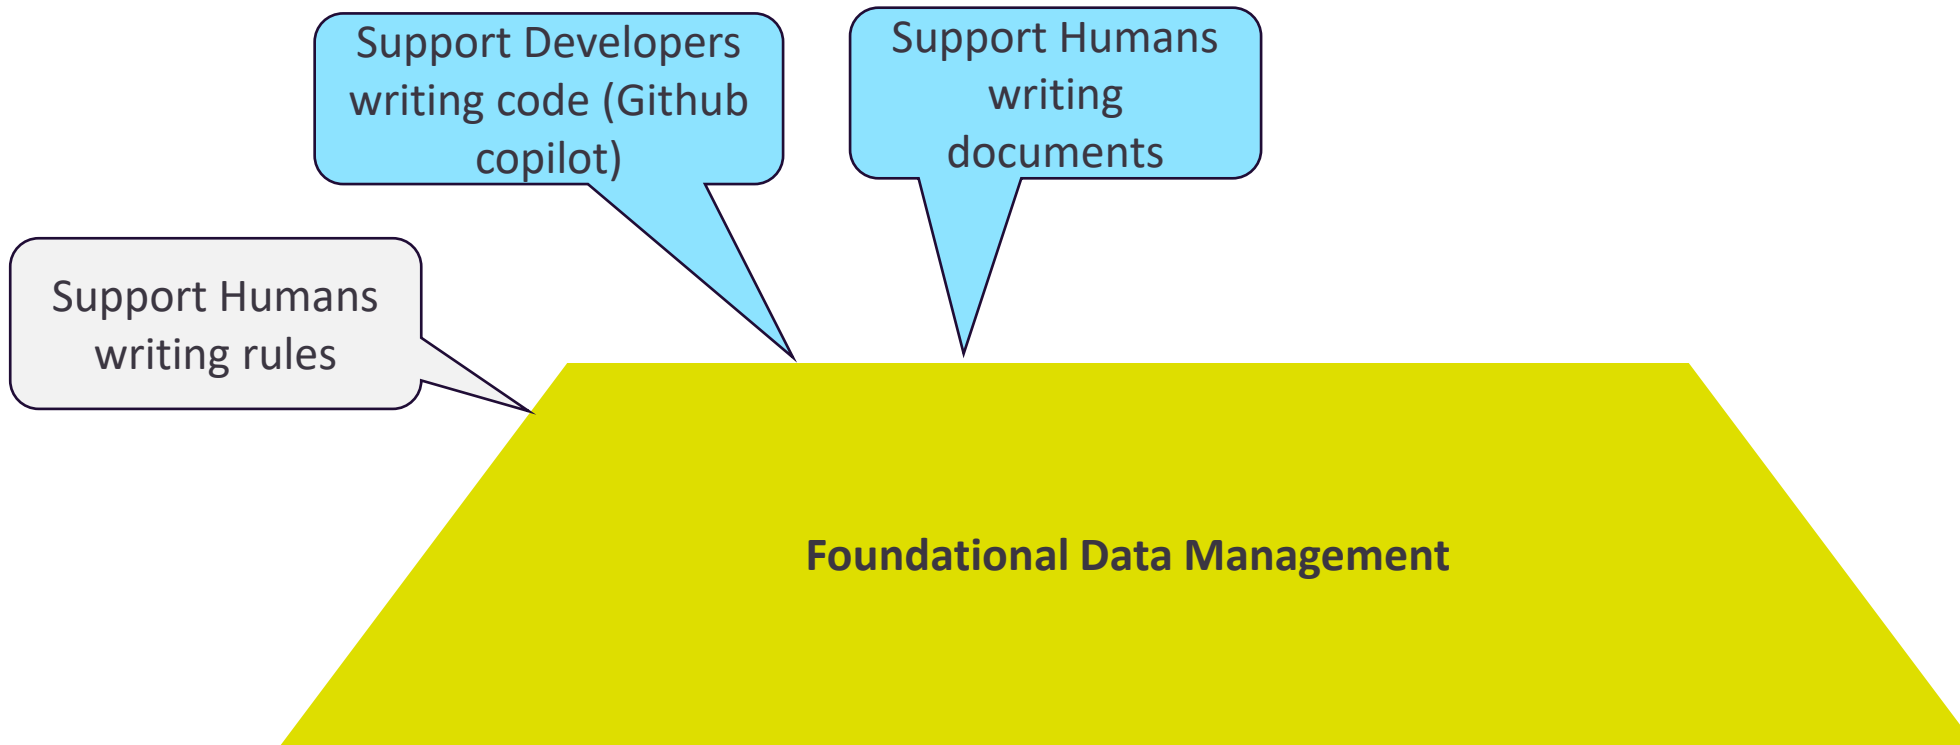 Support Developers
writing code (Github
copilot)
Support Humans
writing
documents
Support Humans
writing rules
Foundational Data Management